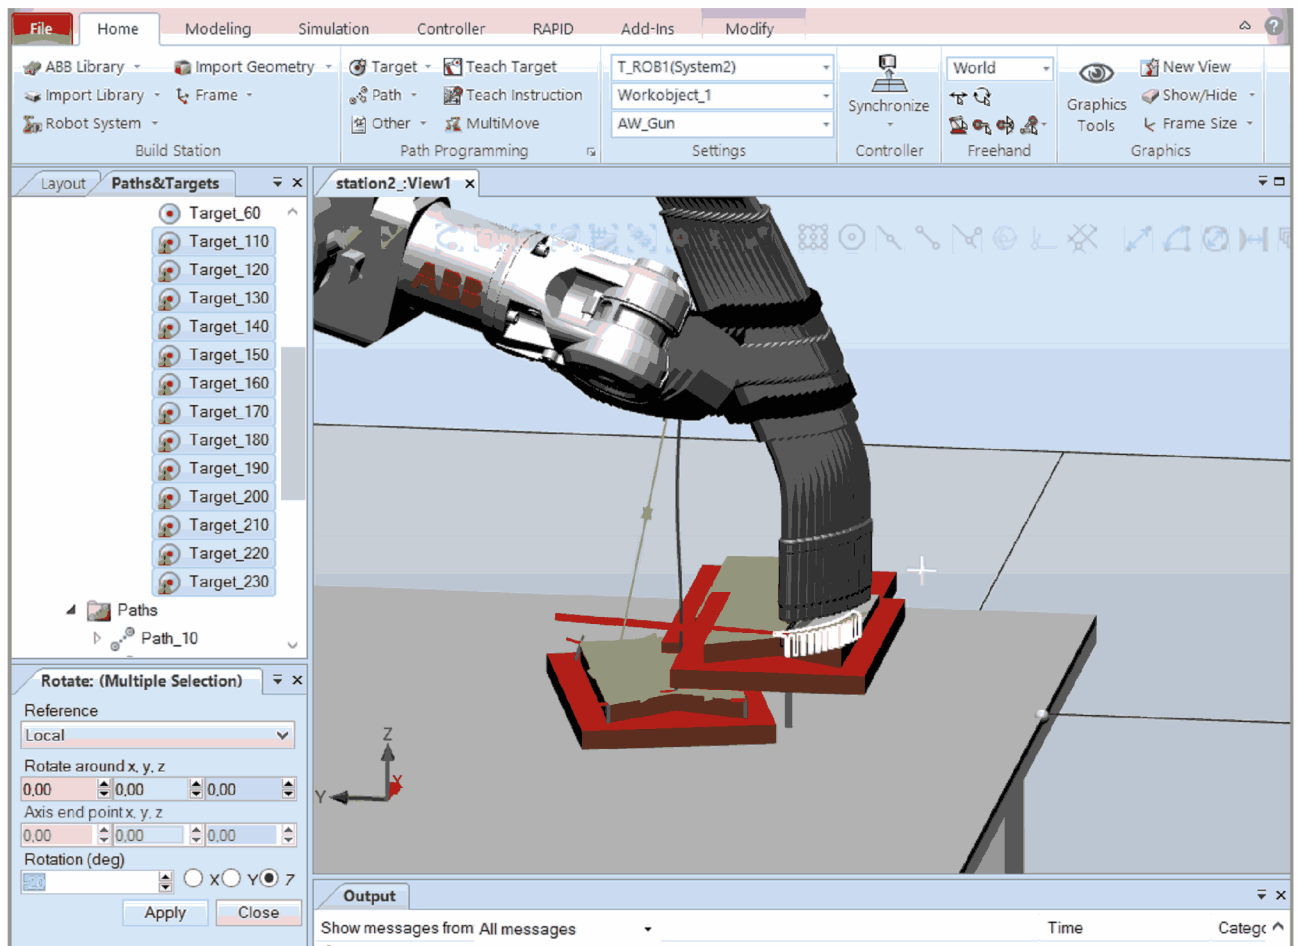 File Home Modeling Simulation Controller RAPID Add-Ins Modify
ABB Library Import Geometry Target Teach Target T_ROB1(System2) World New View
Import Library Frame Path Teach Instruction Workobject_1 Synchronize Graphics Tools Show/Hide
Robot System Other MultiMove AW_Gun Frame Size
Build Station Path Programming Settings Controller Freehand Graphics
Layout Paths&Targets station2_:View1
Target_60
Target_110
Target_120
Target_130
Target_140
Target_150
Target_160
Target_170
Target_180
Target_190
Target_200
Target_210
Target_220
Target_230
Paths
Path_10
ABB
Z
X
Y
Rotate: (Multiple Selection)
Reference
Local
Rotate around x, y, z
0,00 0,00 0,00
Axis end point x, y, z
0,00 0,00 0,00
Rotation (deg)
X Y
Apply Close
Output
Show messages from All messages Time Categc